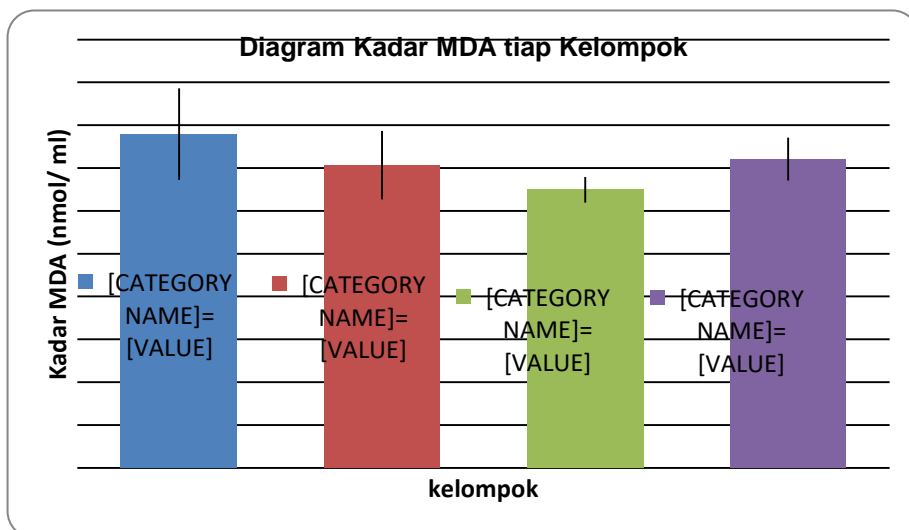 Diagram Kadar MDA tiap Kelompok
Kadar MDA (nmol/ ml)
[CATEGORY
NAME]=
[VALUE]
[CATEGORY
NAME]=
[VALUE]
[CATEGORY
NAME]=
[VALUE]
[CATEGORY
NAME]=
[VALUE]
kelompok